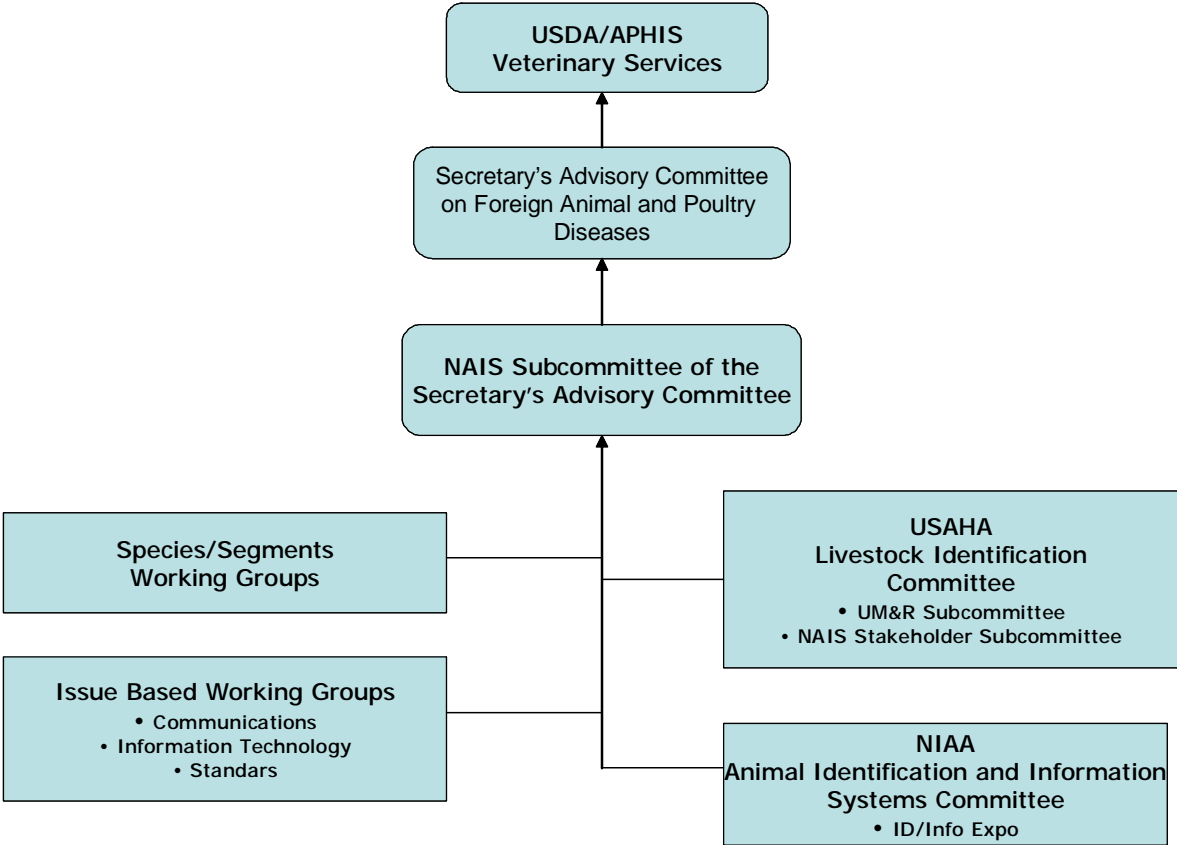 USDA/APHIS
Veterinary Services
Secretary's Advisory Committee
on Foreign Animal and Poultry
Diseases
NAIS Subcommittee of the
Secretary's Advisory Committee
Species/Segments
Working Groups
Issue Based Working Groups
• Communications
• Information Technology
• Standars
USAHA
Livestock Identification
Committee
• UM&R Subcommittee
• NAIS Stakeholder Subcommittee
NIAA
Animal Identification and Information
Systems Committee
• ID/Info Expo